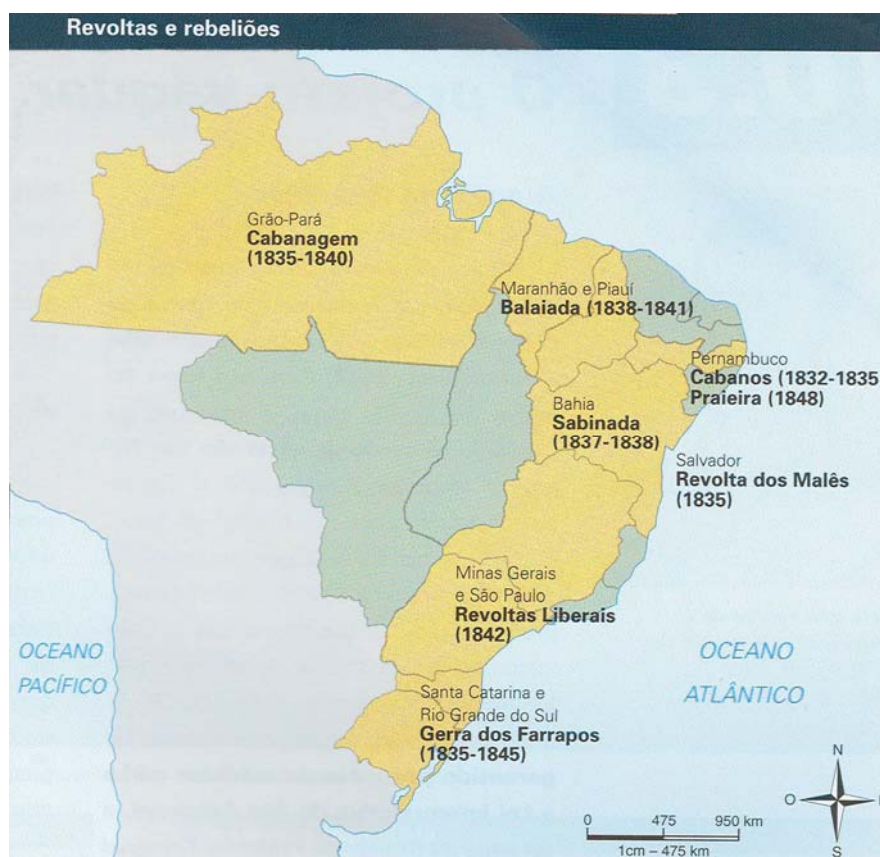 Revoltas e rebeliões
Grão-Pará
Cabanagem
(1835-1840)
Maranhão e Piauí
Balaiada (1838-1841)
Pernambuco
Cabanos (1832-1835
Praieira (1848)
Bahia
Sabinada
(1837-1838)
Salvador
Revolta dos Malês
(1835)
Minas Gerais
e São Paulo
Revoltas Liberais
(1842)
OCEANO
PACÍFICO
OCEANO
ATLÂNTICO
Santa Catarina e
Rio Grande do Sul
Gerra dos Farrapos
(1835-1845)
N
O
S
0 475 950 km
1cm – 475 km